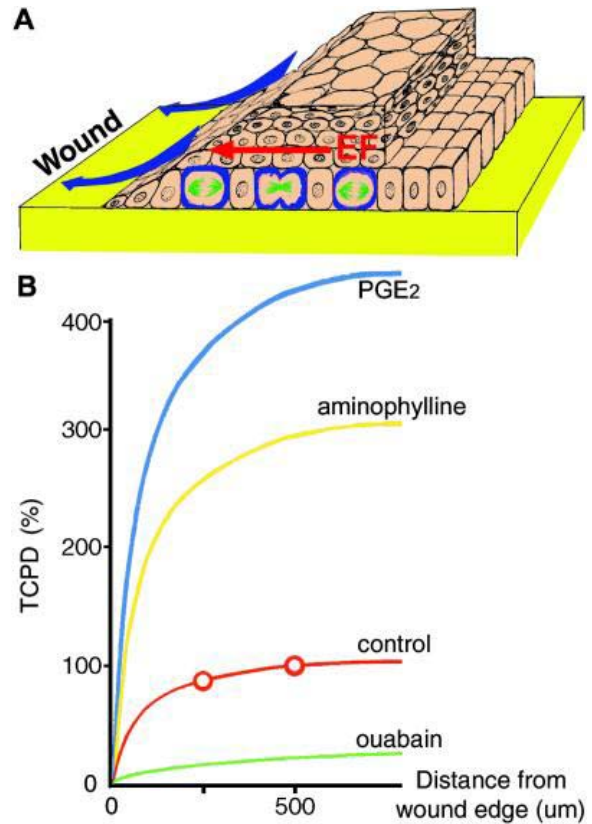 A
Wound
EF
B
PGE2
400
aminophylline
300
TCPD (%)
200
control
100
ouabain
0
Distance from
wound edge (um)
0
500